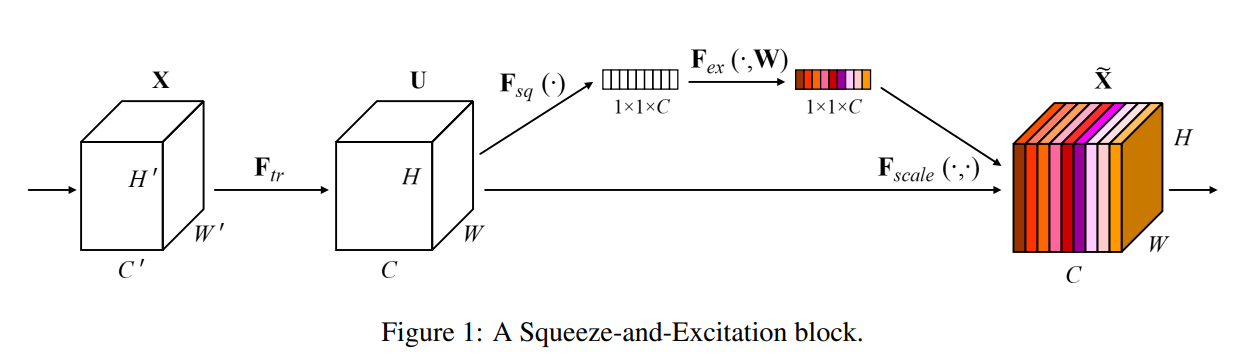 X
U
F_sq (·)
F_ex (·,W)
1×1×C
1×1×C
X̃
H′
F_tr
H
F_scale (·,·)
H
W′
W
W
C′
C
C
Figure 1: A Squeeze-and-Excitation block.